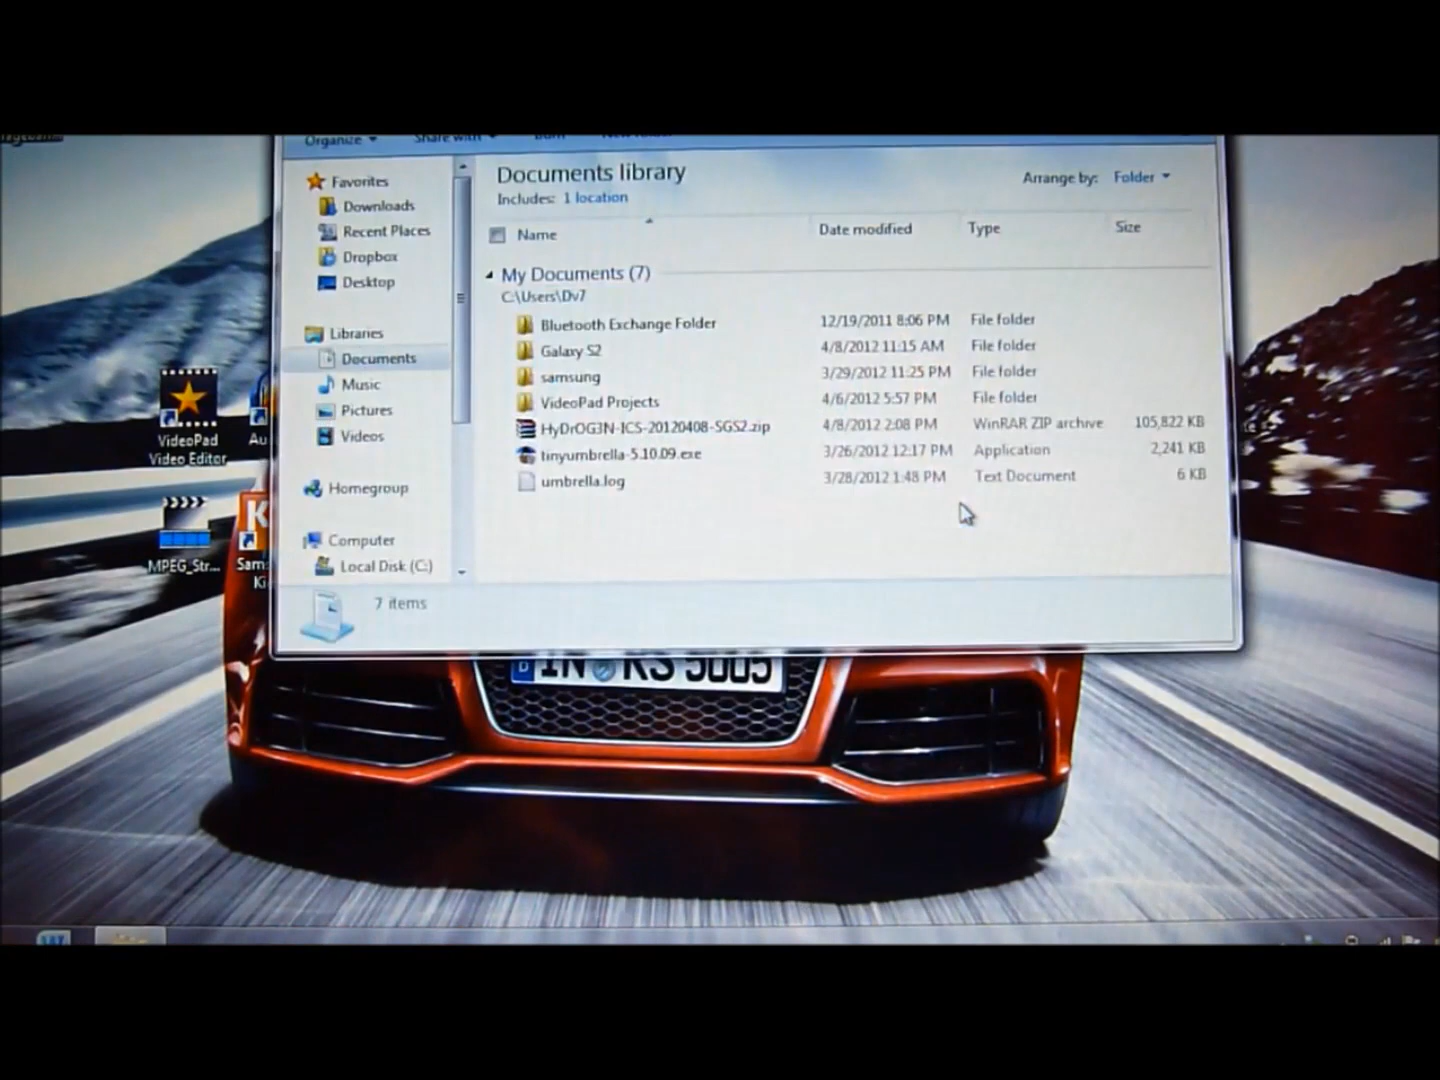 Organize
Share with
Burn
Documents library
Includes: 1 location
Arrange by: Folder
Name
Date modified
Type
Size
My Documents (7)
C:\Users\Dv7
Bluetooth Exchange Folder 12/19/2011 8:06 PM File folder
Galaxy S2 4/8/2012 11:15 AM File folder
samsung 3/29/2012 11:25 PM File folder
VideoPad Projects 4/6/2012 5:57 PM File folder
HyDrOG3N-ICS-20120408-SGS2.zip 4/8/2012 2:08 PM WinRAR ZIP archive 105,822 KB
tinyumbrella-5.10.09.exe 3/26/2012 12:17 PM Application 2,241 KB
umbrella.log 3/28/2012 1:48 PM Text Document 6 KB
Favorites
Downloads
Recent Places
Dropbox
Desktop
Libraries
Documents
Music
Pictures
Videos
Homegroup
Computer
Local Disk (C:)
7 items
VideoPad
Video Editor
Au
MPEG_Str...
K
Sam
Ki
D IN RS 5005